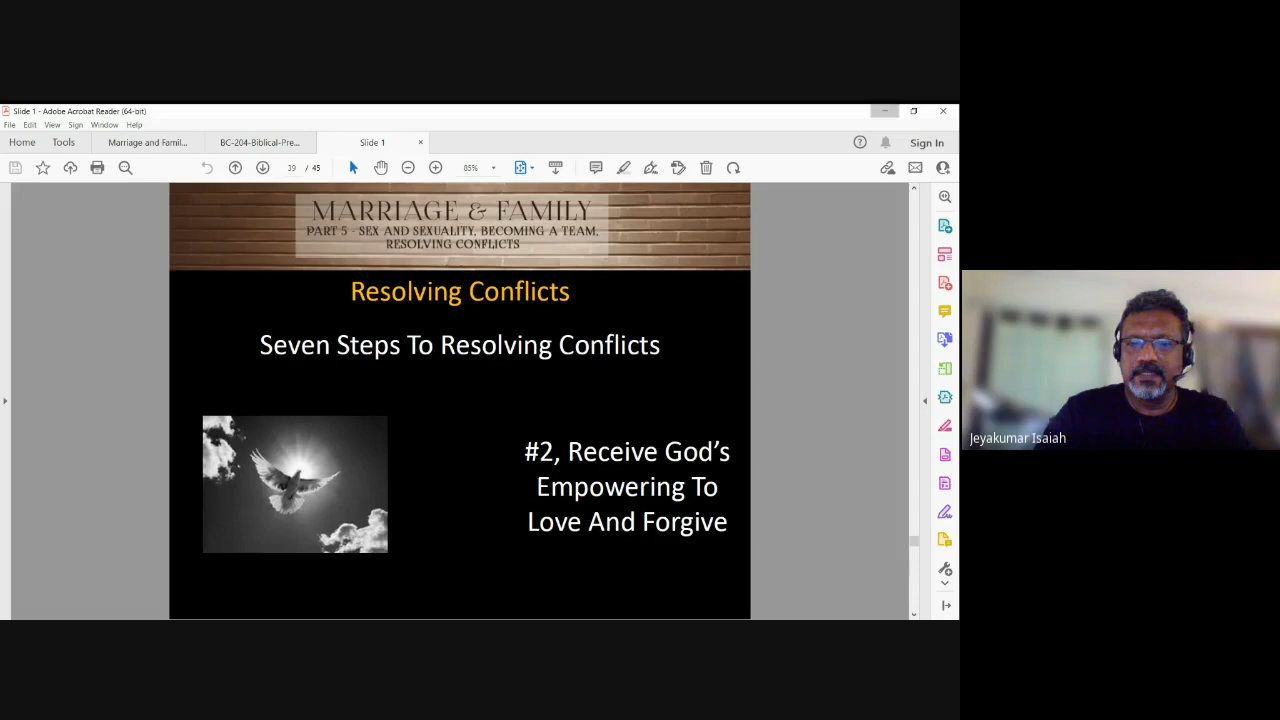 Slide 1 - Adobe Acrobat Reader (64-bit)
File Edit View Sign Window Help
Home Tools Marriage and Famil... BC-204-Biblical-Pre... Slide 1 × Sign In
39 / 45 85%
MARRIAGE & FAMILY
PART 5 - SEX AND SEXUALITY, BECOMING A TEAM,
RESOLVING CONFLICTS
Resolving Conflicts
Seven Steps To Resolving Conflicts
#2, Receive God's
Empowering To
Love And Forgive
Jeyakumar Isaiah